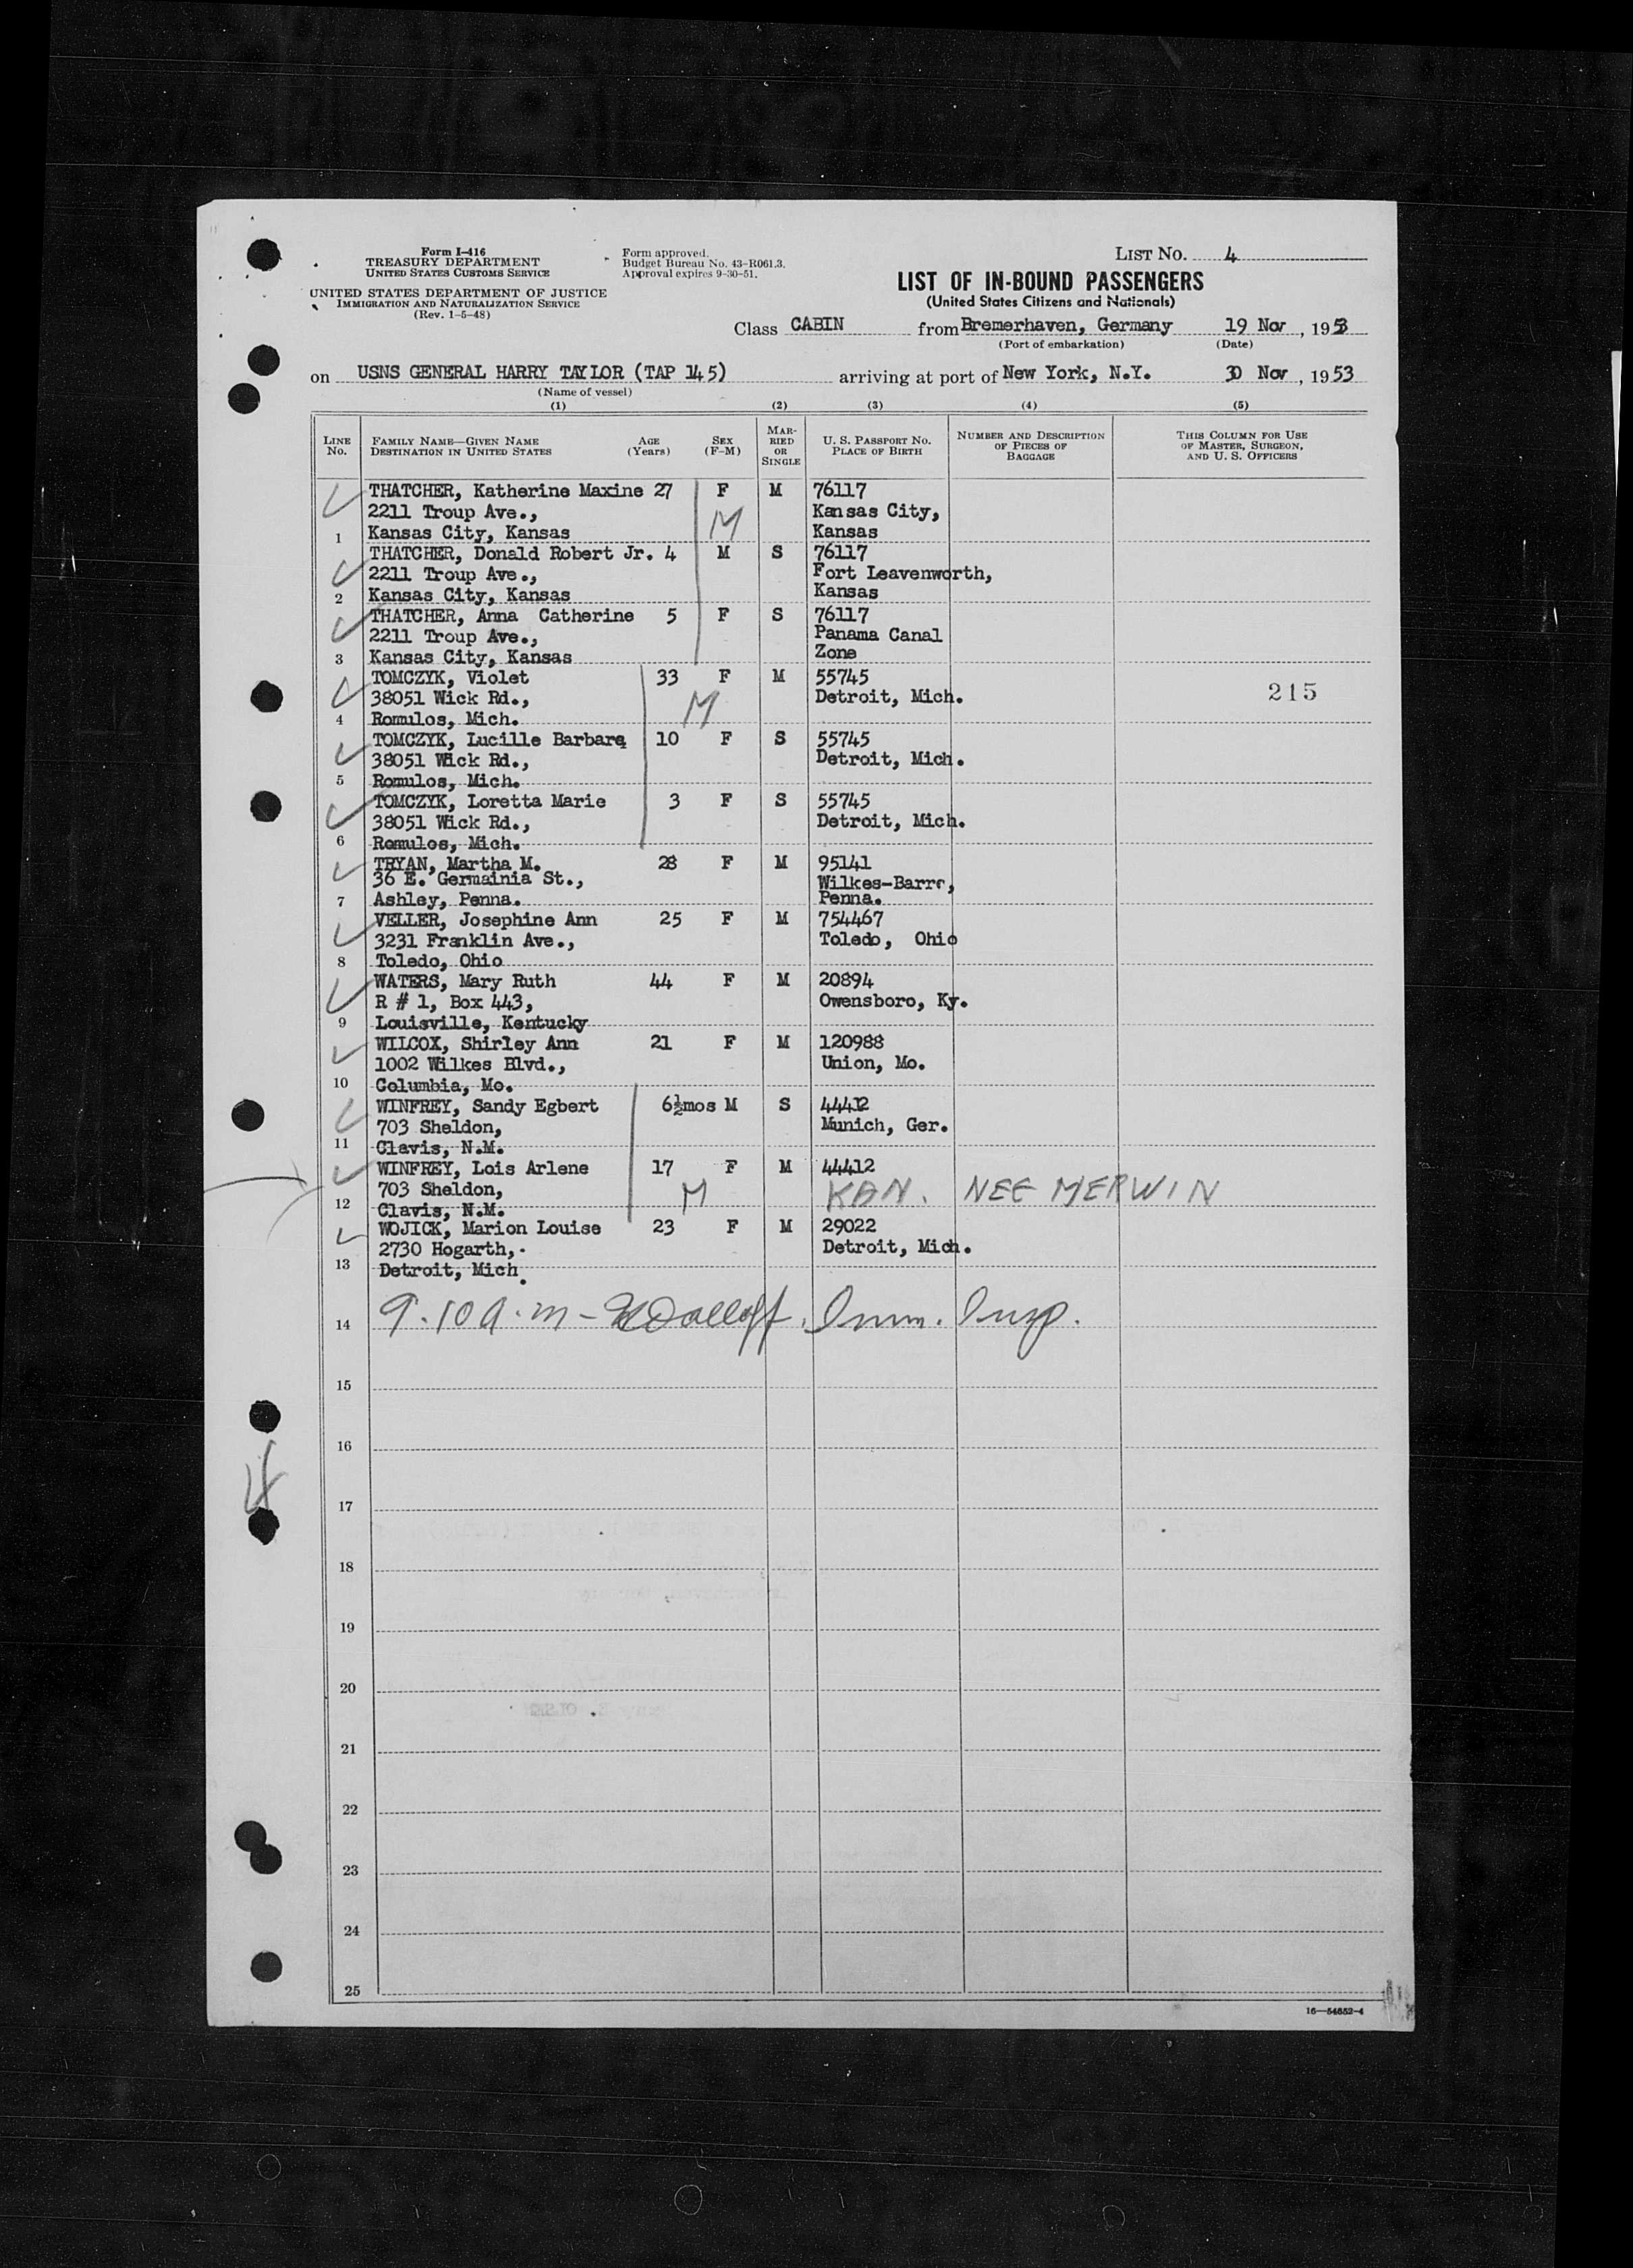 Form I-416
TREASURY DEPARTMENT
UNITED STATES CUSTOMS SERVICE
UNITED STATES DEPARTMENT OF JUSTICE
IMMIGRATION AND NATURALIZATION SERVICE
(Rev. 1-5-48)
Form approved.
Budget Bureau No. 43-R061.3.
Approval expires 9-30-51.
LIST NO. 4
LIST OF IN-BOUND PASSENGERS
(United States Citizens and Nationals)
Class CABIN from Bremerhaven, Germany 19 Nov, 1953
(Port of embarkation) (Date)
on USNS GENERAL HARRY TAYLOR (TAP 145) arriving at port of New York, N.Y. 30 Nov, 1953
(Name of vessel)
(1) (2) (3) (4) (5)
LINE NO. FAMILY NAME—GIVEN NAME DESTINATION IN UNITED STATES AGE (Years) SEX (F-M) MARRIED OR SINGLE U. S. PASSPORT NO. PLACE OF BIRTH NUMBER AND DESCRIPTION OF PIECES OF BAGGAGE THIS COLUMN FOR USE OF MASTER, SURGEON, AND U. S. OFFICERS
THATCHER, Katherine Maxine 27 F M 76117
2211 Troup Ave., M Kansas City,
1 Kansas City, Kansas Kansas
THATCHER, Donald Robert Jr. 4 M S 76117
2211 Troup Ave., Fort Leavenworth,
2 Kansas City, Kansas Kansas
THATCHER, Anna Catherine 5 F S 76117
2211 Troup Ave., Panama Canal
3 Kansas City, Kansas Zone
TOMCZYK, Violet 33 F M 55745
38051 Wick Rd., M Detroit, Mich. 215
4 Romulos, Mich.
TOMCZYK, Lucille Barbara 10 F S 55745
38051 Wick Rd., Detroit, Mich.
5 Romulos, Mich.
TOMCZYK, Loretta Marie 3 F S 55745
38051 Wick Rd., Detroit, Mich.
6 Romulos, Mich.
TRYAN, Martha M. 28 F M 95141
36 E. Germainia St., Wilkes-Barre,
7 Ashley, Penna. Penna.
VELLER, Josephine Ann 25 F M 754467
3231 Franklin Ave., Toledo, Ohio
8 Toledo, Ohio
WATERS, Mary Ruth 44 F M 20894
R # 1, Box 443, Owensboro, Ky.
9 Louisville, Kentucky
WILCOX, Shirley Ann 21 F M 120988
1002 Wilkes Blvd., Union, Mo.
10 Columbia, Mo.
WINFREY, Sandy Egbert 6½mos M S 44412
703 Sheldon, Munich, Ger.
11 Clavis, N.M.
WINFREY, Lois Arlene 17 F M 44412
703 Sheldon, M KAN. NEE MERWIN
12 Clavis, N.M.
WOJICK, Marion Louise 23 F M 29022
2730 Hogarth, Detroit, Mich.
13 Detroit, Mich.
14 9.10 a.m - Imm. Insp.
15
16
17
18
19
20
21
22
23
24
25
4
16—54652-4